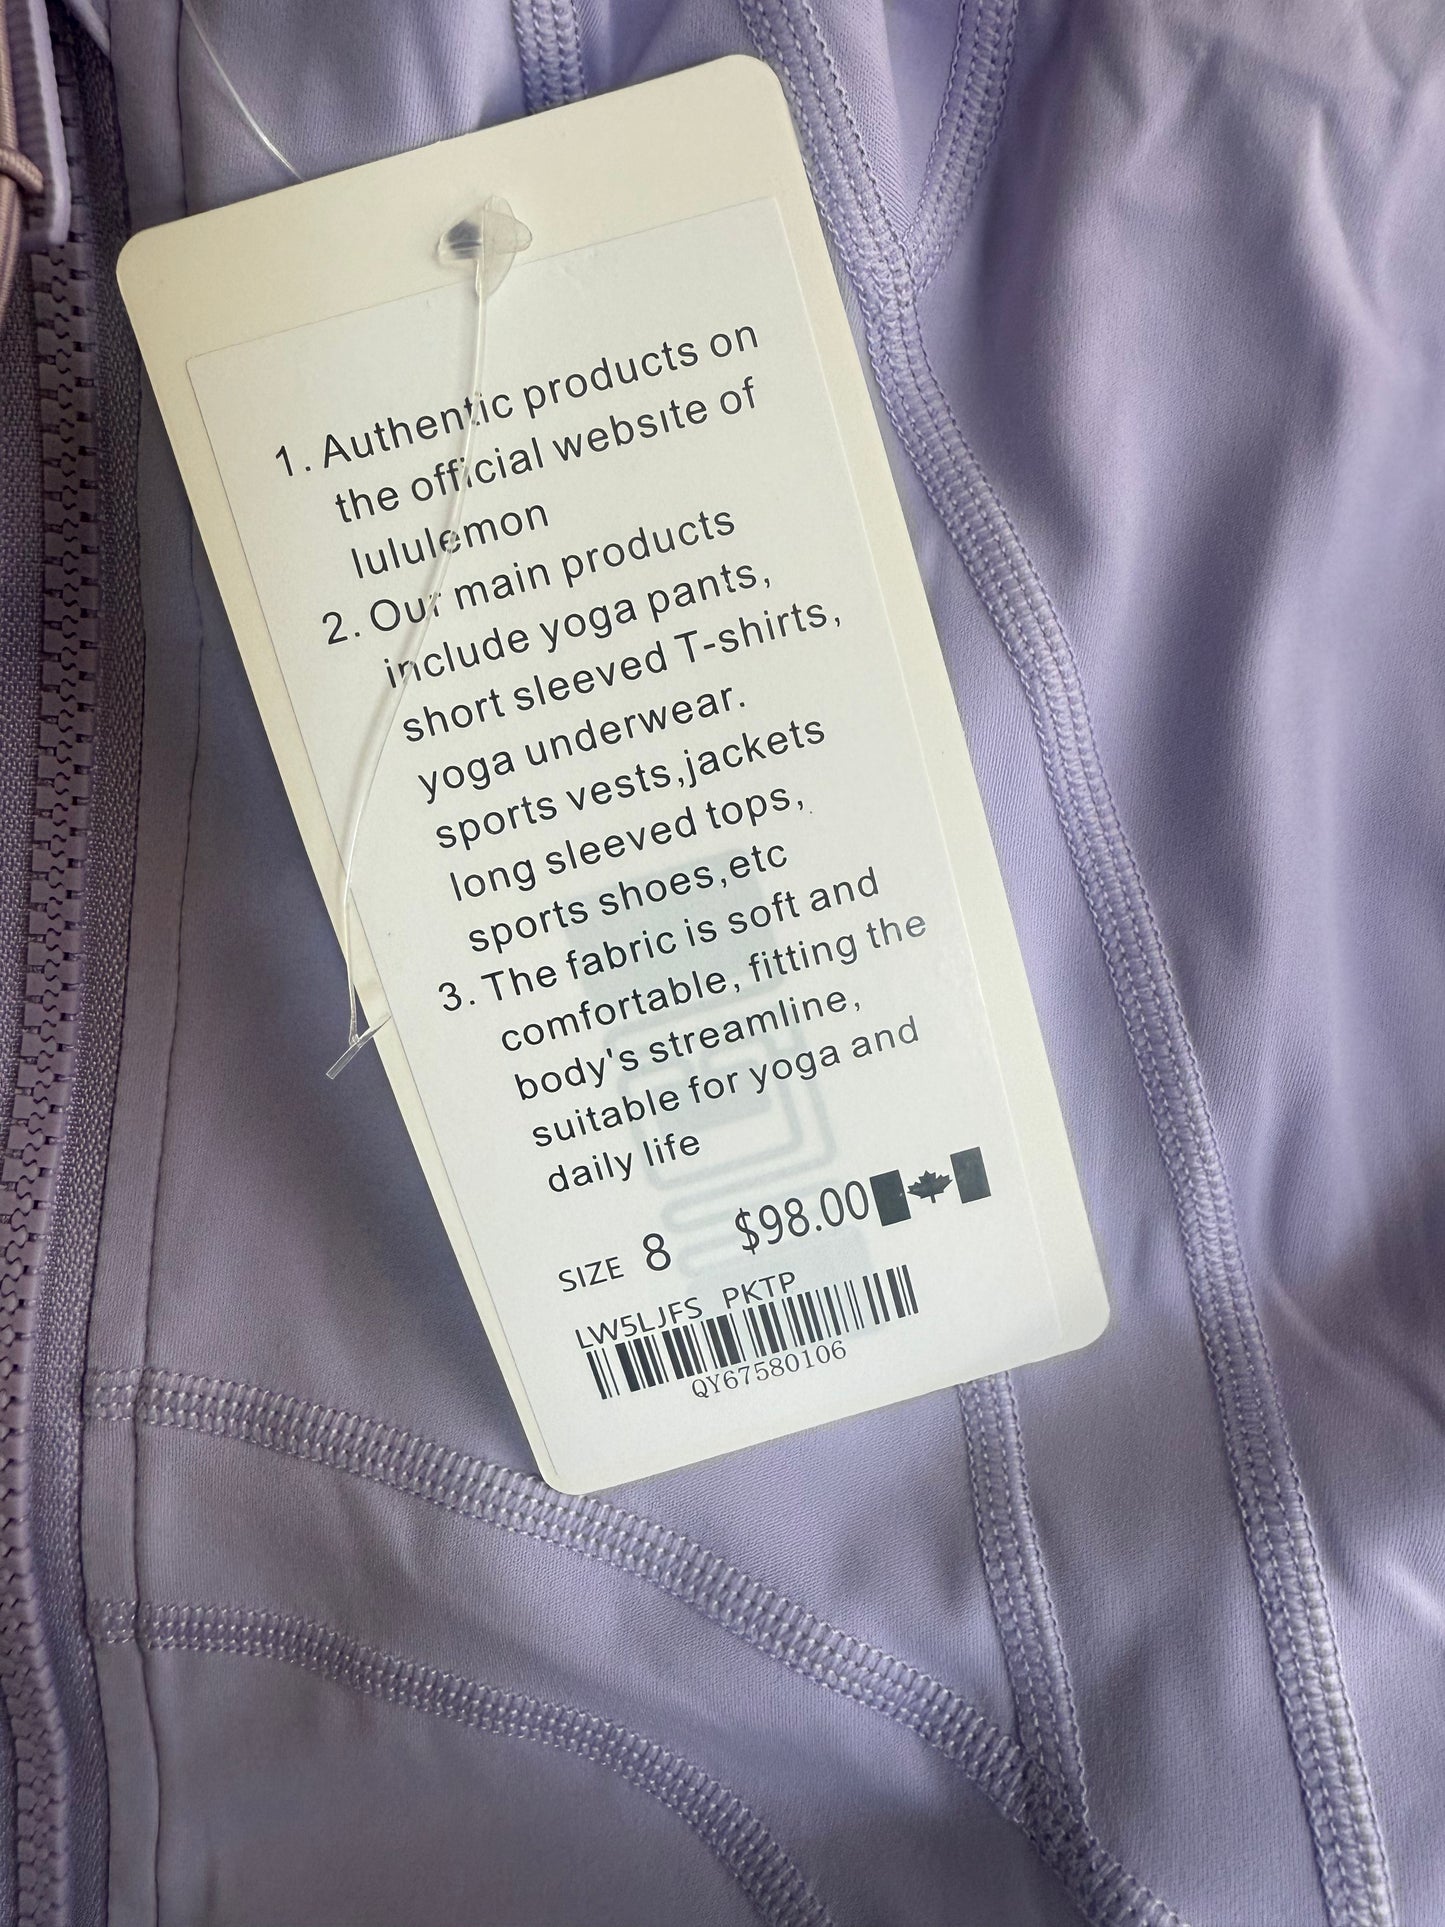 1. Authentic products on
the official website of
lululemon
2. Our main products
include yoga pants,
short sleeved T-shirts,
yoga underwear.
sports vests,jackets
long sleeved tops,
sports shoes,etc
3. The fabric is soft and
comfortable, fitting the
body's streamline,
suitable for yoga and
daily life
SIZE 8 $98.00
LW5LJFS PKTP
QY67580106